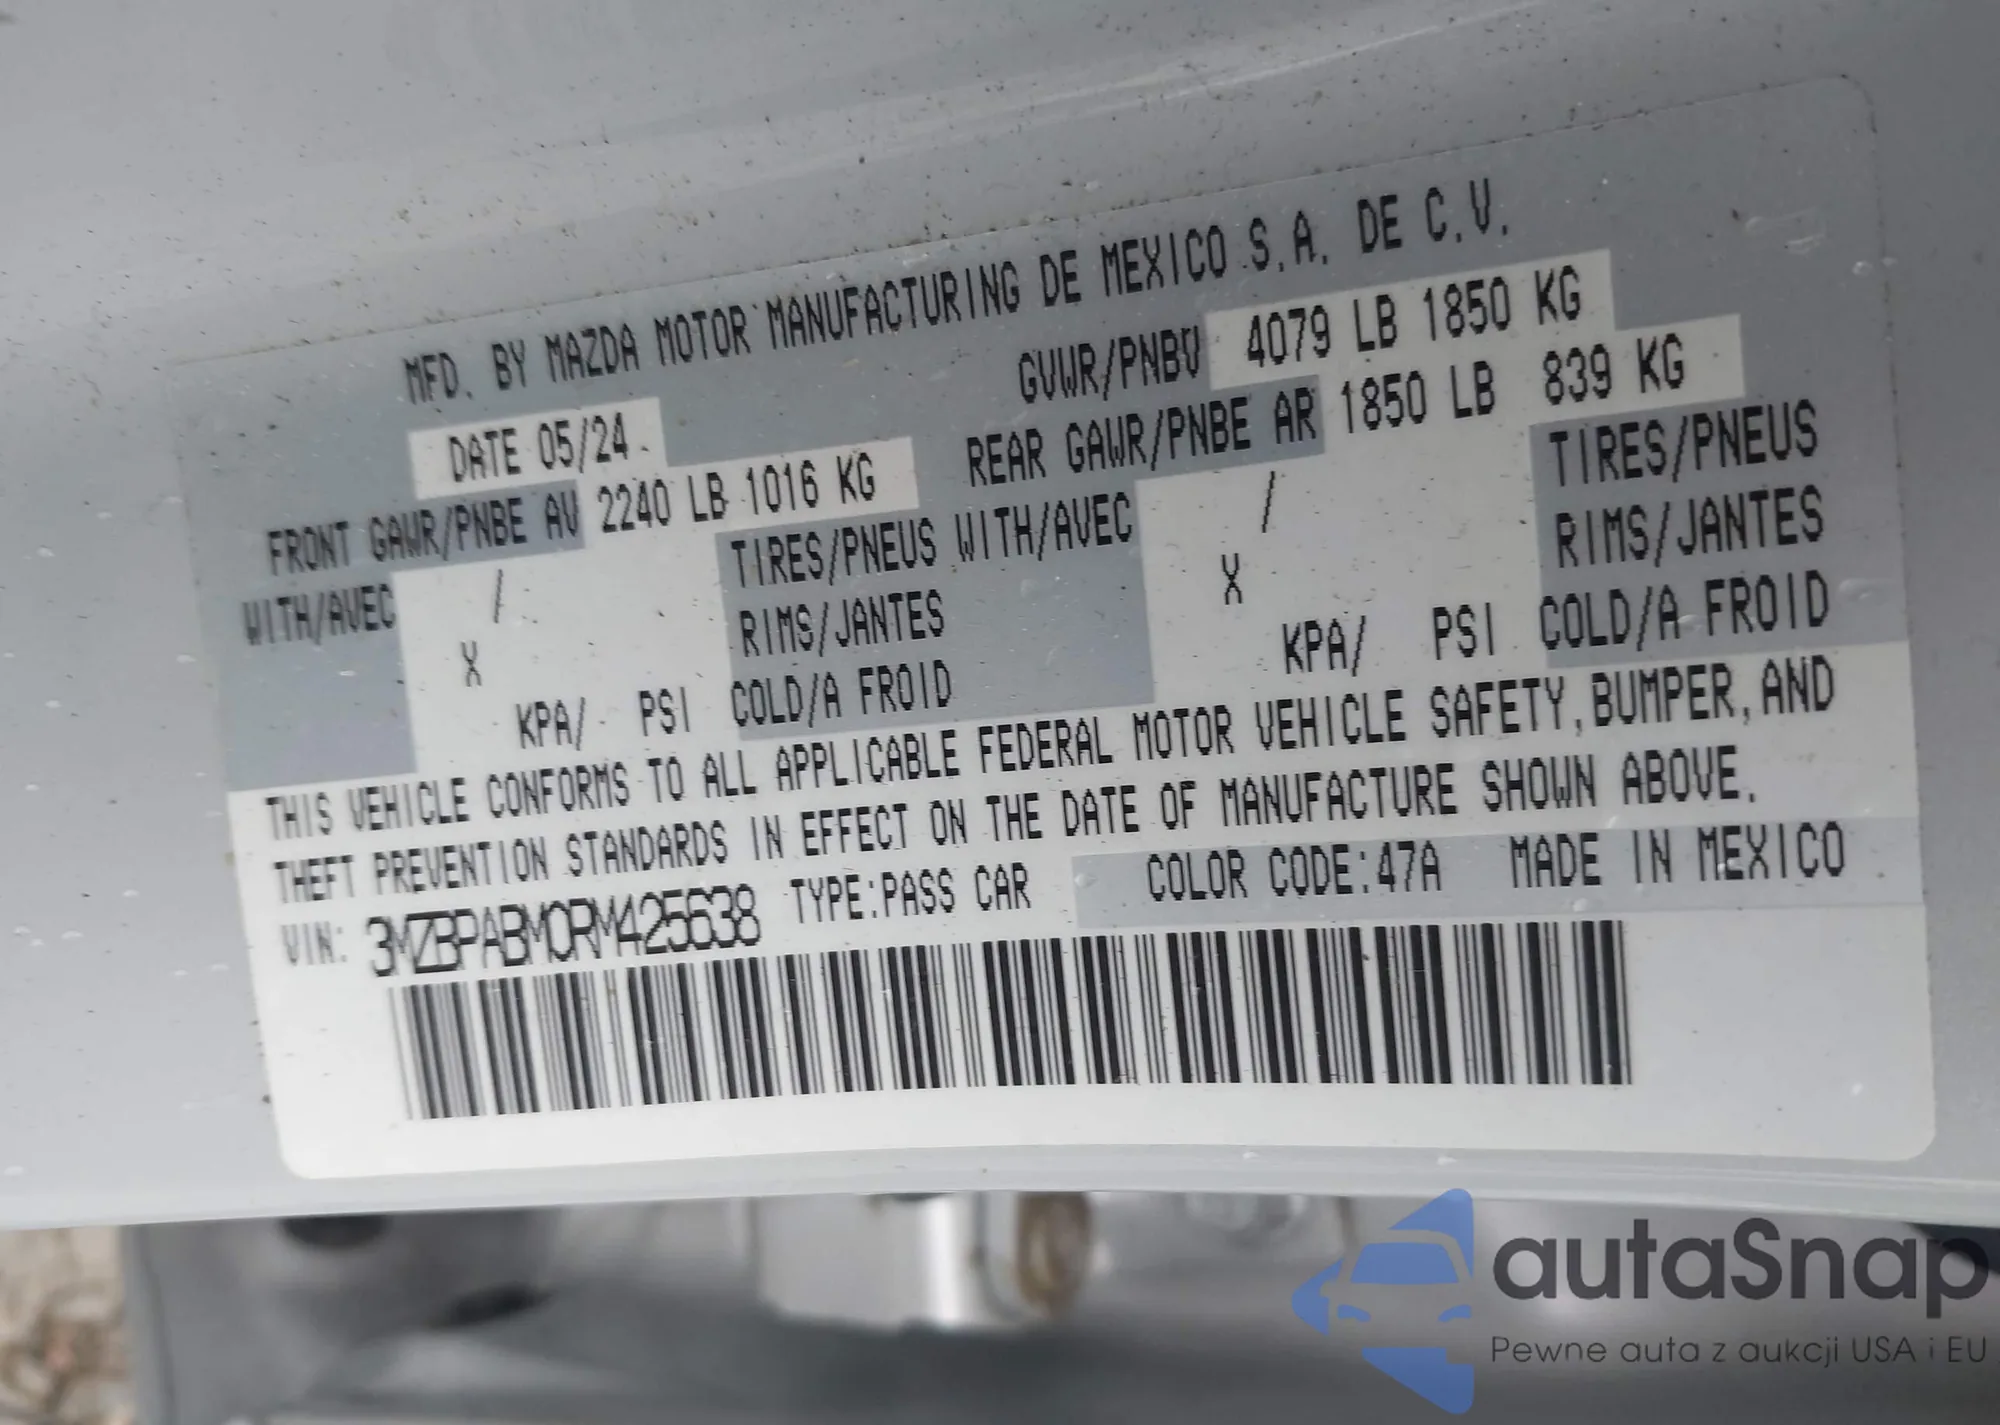 MFD. BY MAZDA MOTOR MANUFACTURING DE MEXICO S.A. DE C.V.
DATE 05/24 GVWR/PNBV 4079 LB 1850 KG
FRONT GAWR/PNBE AV 2240 LB 1016 KG REAR GAWR/PNBE AR 1850 LB 839 KG
WITH/AVEC / TIRES/PNEUS WITH/AVEC / TIRES/PNEUS
X RIMS/JANTES X RIMS/JANTES
KPA/ PSI COLD/A FROID KPA/ PSI COLD/A FROID
THIS VEHICLE CONFORMS TO ALL APPLICABLE FEDERAL MOTOR VEHICLE SAFETY, BUMPER, AND
THEFT PREVENTION STANDARDS IN EFFECT ON THE DATE OF MANUFACTURE SHOWN ABOVE.
VIN: 3MZBPABM0RM425638 TYPE:PASS CAR COLOR CODE:47A MADE IN MEXICO
autaSnap
Pewne auta z aukcji USA i EU